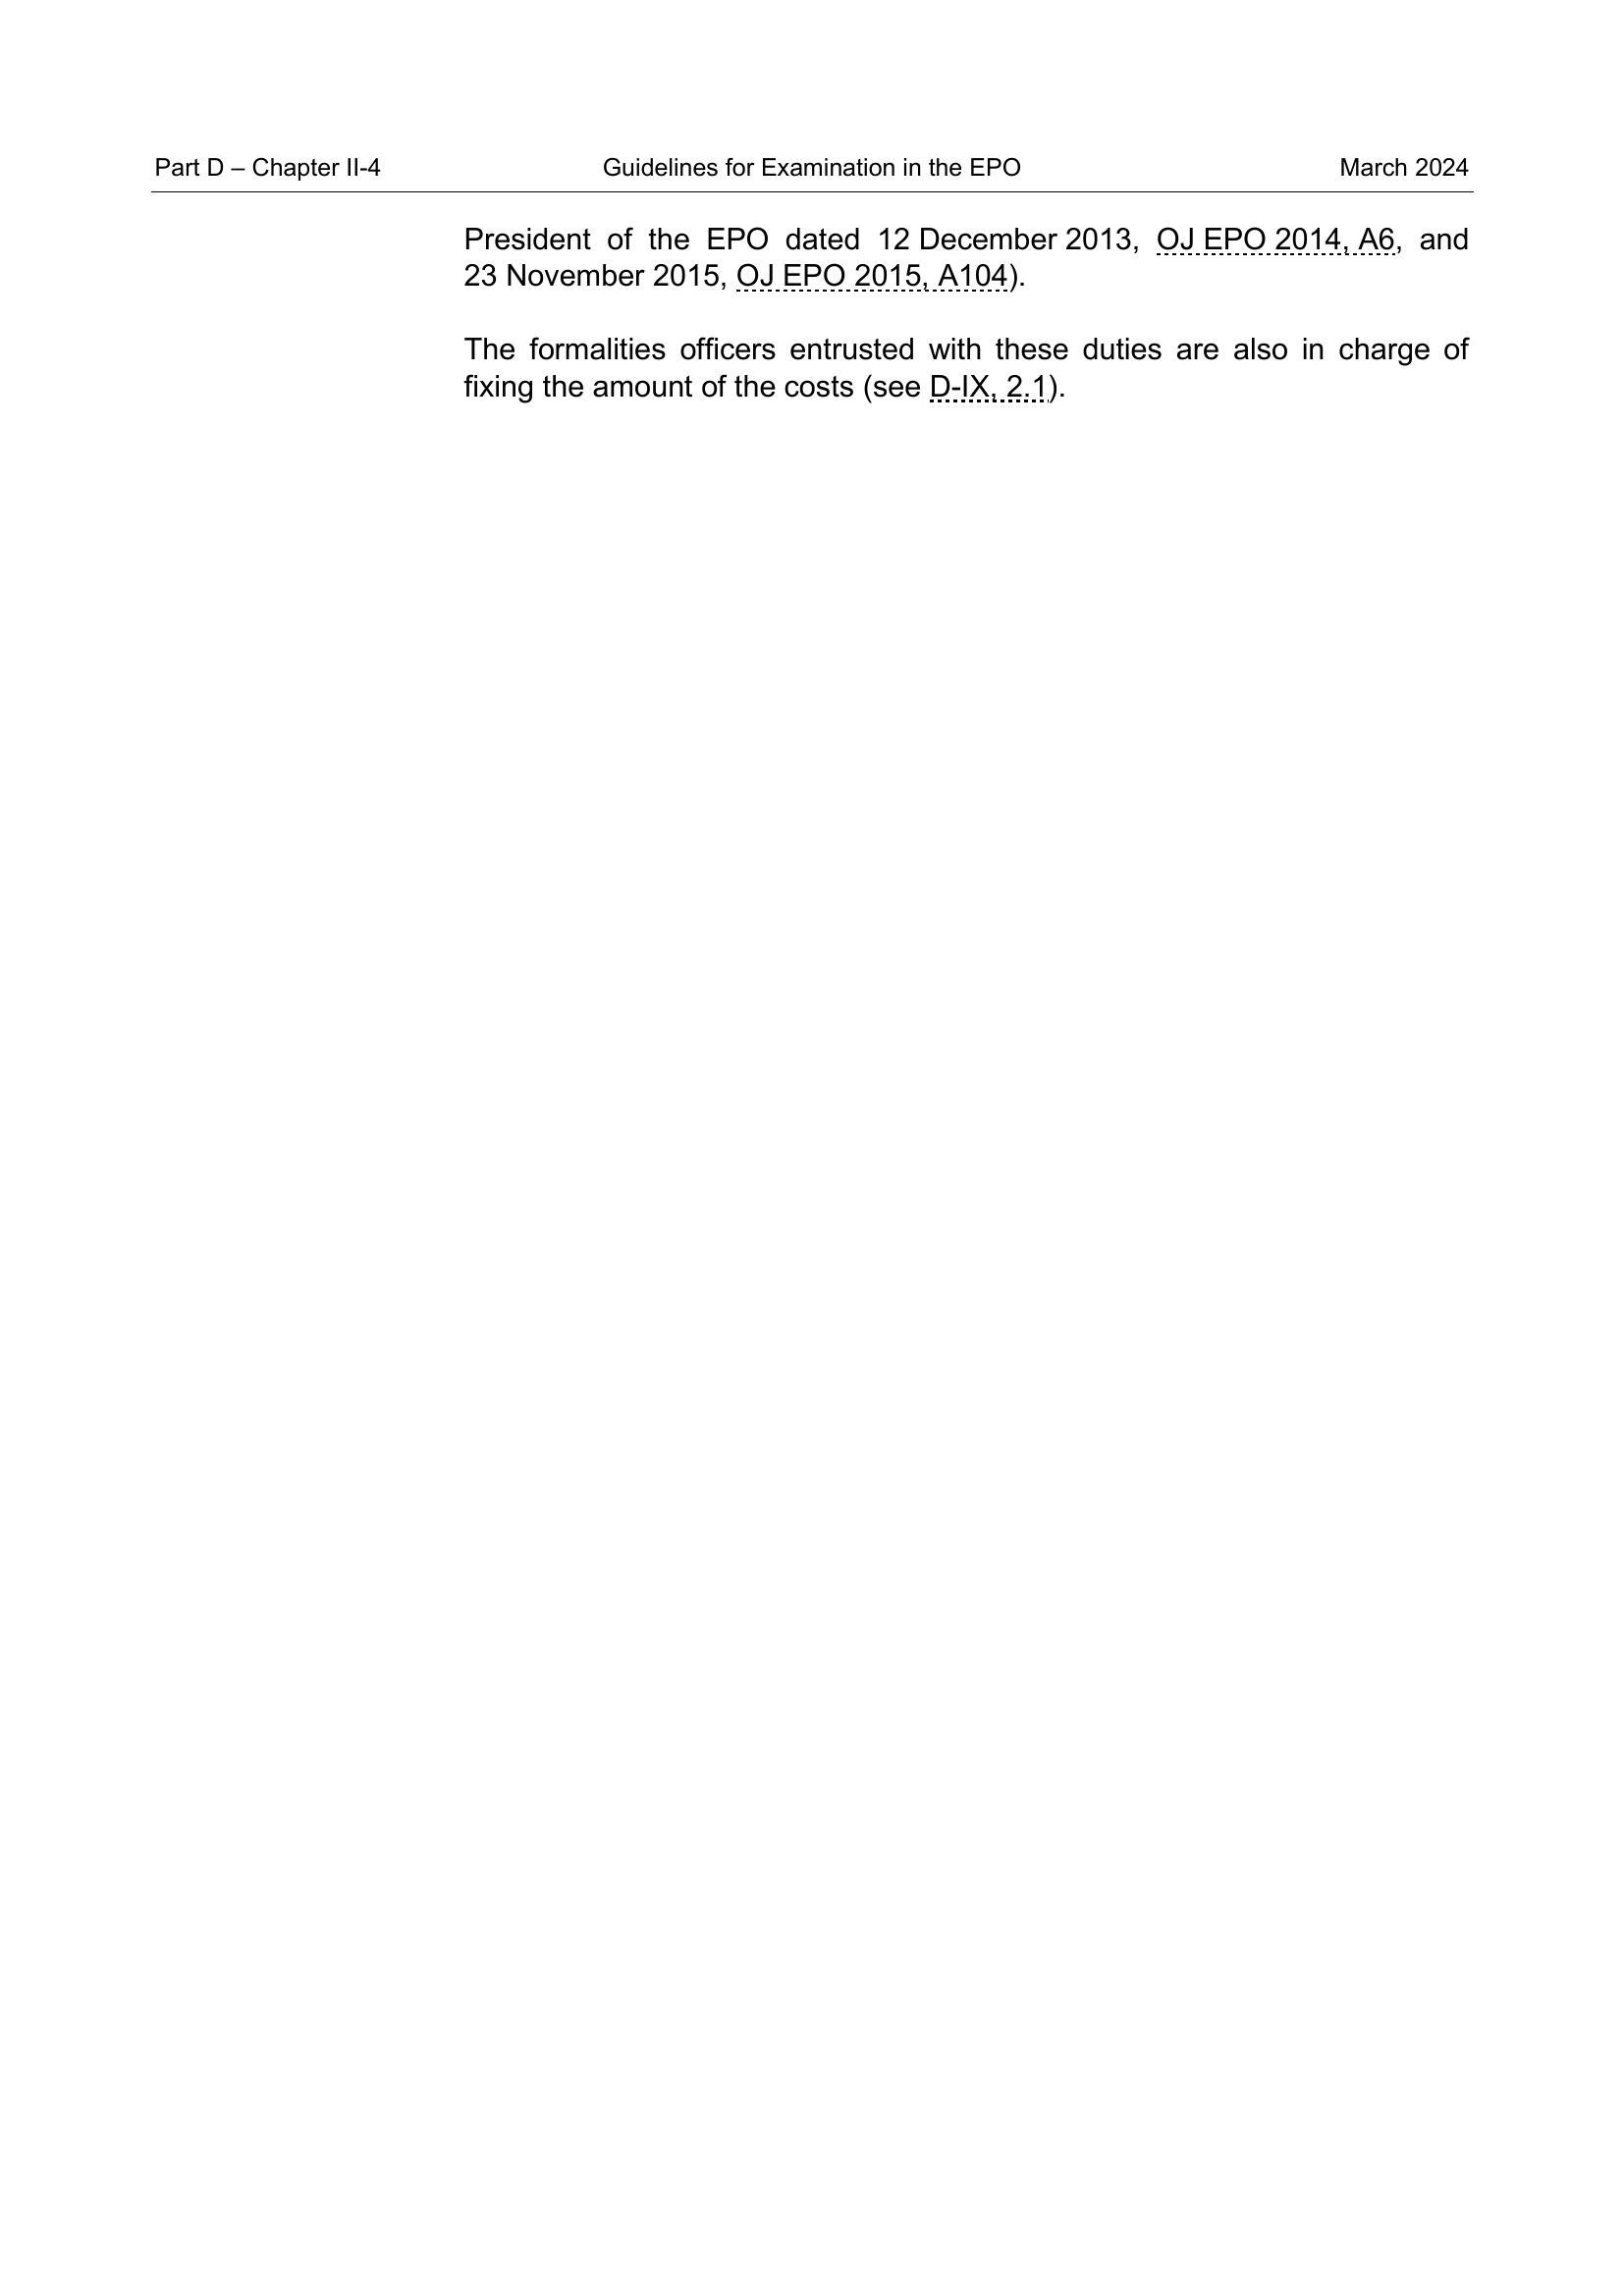 Part D – Chapter II-4 Guidelines for Examination in the EPO March 2024
President of the EPO dated 12 December 2013, OJ EPO 2014, A6, and
23 November 2015, OJ EPO 2015, A104).
The formalities officers entrusted with these duties are also in charge of
fixing the amount of the costs (see D-IX, 2.1).